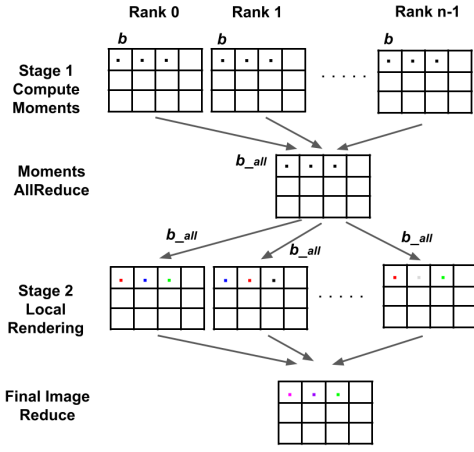 Rank 0
Rank 1
Rank n-1
b
b
b
Stage 1
Compute
Moments
. . . . .
Moments
AllReduce
b_all
b_all
b_all
b_all
Stage 2
Local
Rendering
. . . . .
Final Image
Reduce